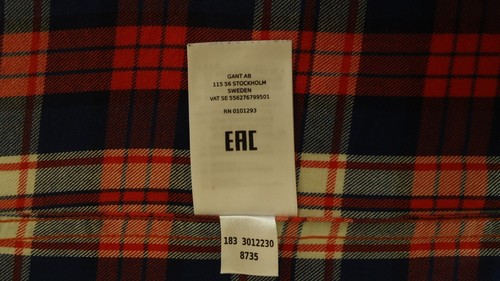 GANT AB
115 56 STOCKHOLM
SWEDEN
VAT SE 556276799501
RN 0101293
EAC
183 3012230
8735